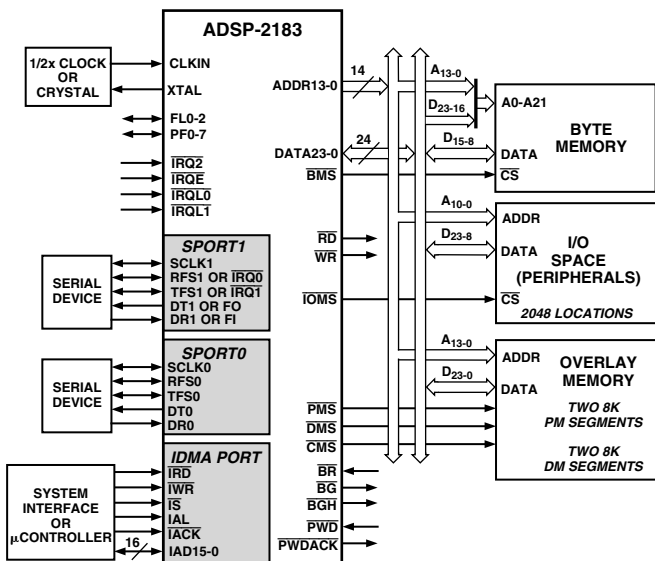 ADSP-2183
1/2x CLOCK
OR
CRYSTAL
CLKIN
XTAL
FL0-2
PF0-7
IRQ2
IRQE
IRQL0
IRQL1
SPORT1
SERIAL
DEVICE
SCLK1
RFS1 OR IRQ0
TFS1 OR IRQ1
DT1 OR FO
DR1 OR FI
SPORT0
SERIAL
DEVICE
SCLK0
RFS0
TFS0
DT0
DR0
IDMA PORT
SYSTEM
INTERFACE
OR
μCONTROLLER
IRD
IWR
IS
IAL
IACK
16
IAD15-0
ADDR13-0
14
DATA23-0
24
BMS
RD
WR
IOMS
PMS
DMS
CMS
BR
BG
BGH
PWD
PWDACK
A13-0
D23-16
D15-8
A0-A21
BYTE
MEMORY
DATA
CS
A10-0
D23-8
ADDR
I/O
SPACE
(PERIPHERALS)
DATA
CS
2048 LOCATIONS
A13-0
D23-0
ADDR
OVERLAY
MEMORY
DATA
TWO 8K
PM SEGMENTS
TWO 8K
DM SEGMENTS